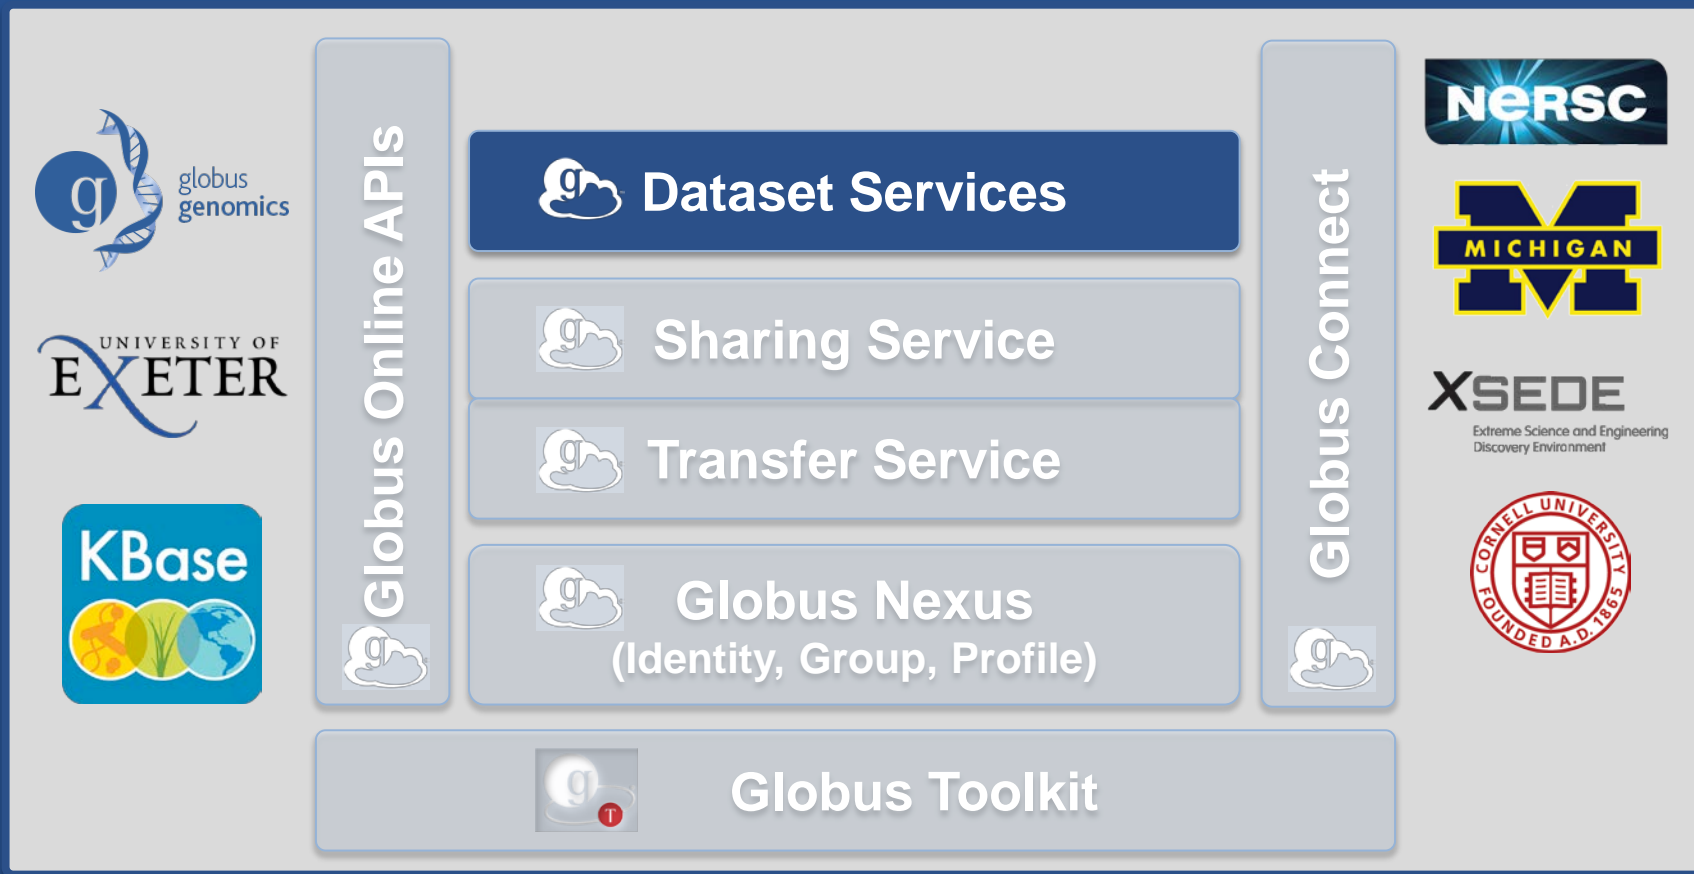 globus
genomics
UNIVERSITY OF
EXETER
KBase
Globus Online APIs
g
Dataset Services
g
Sharing Service
g
Transfer Service
g
Globus Nexus
(Identity, Group, Profile)
g
Globus Toolkit
g
T
Globus Connect
g
NERSC
MICHIGAN
XSEDE
Extreme Science and Engineering
Discovery Environment
CORNELL UNIVERSITY
FOUNDED A.D. 1865
g